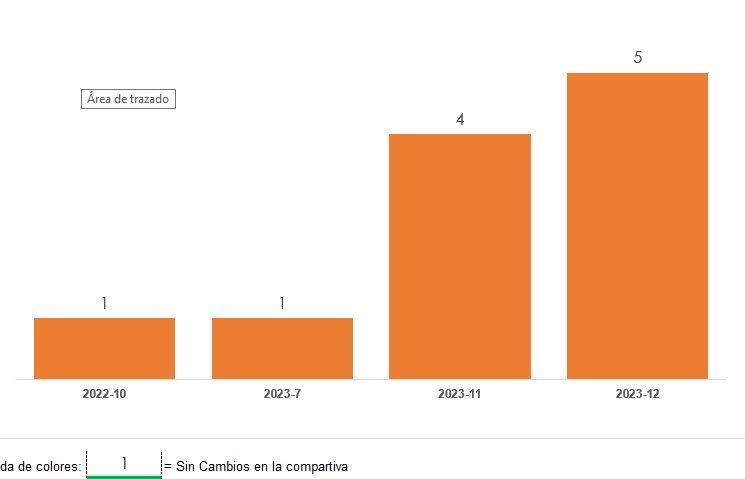 5
Área de trazado
4
1 1
2022-10 2023-7 2023-11 2023-12
da de colores: 1 = Sin Cambios en la compartiva